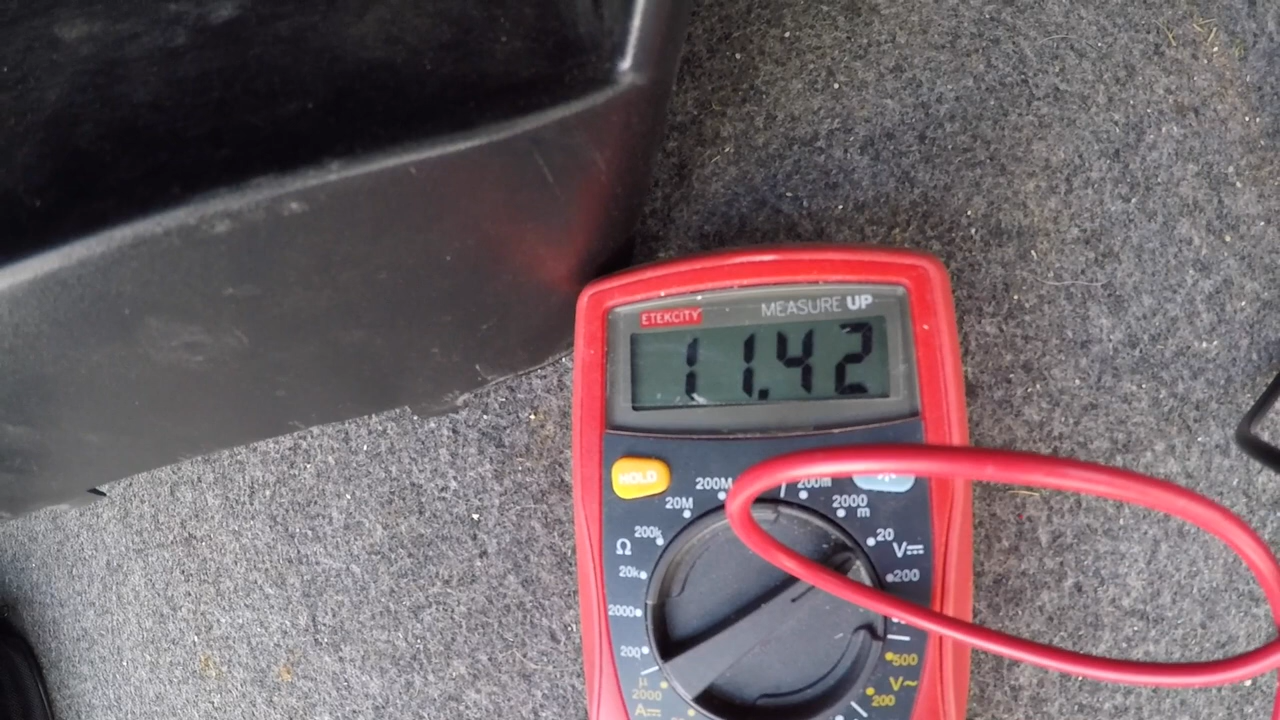 ETEKCITY MEASURE UP
11.42
HOLD
200M 200m
20M 2000
m
200k 20
Ω V⎓
20k 200
2000
200 500
μ V~
2000 200
A⎓